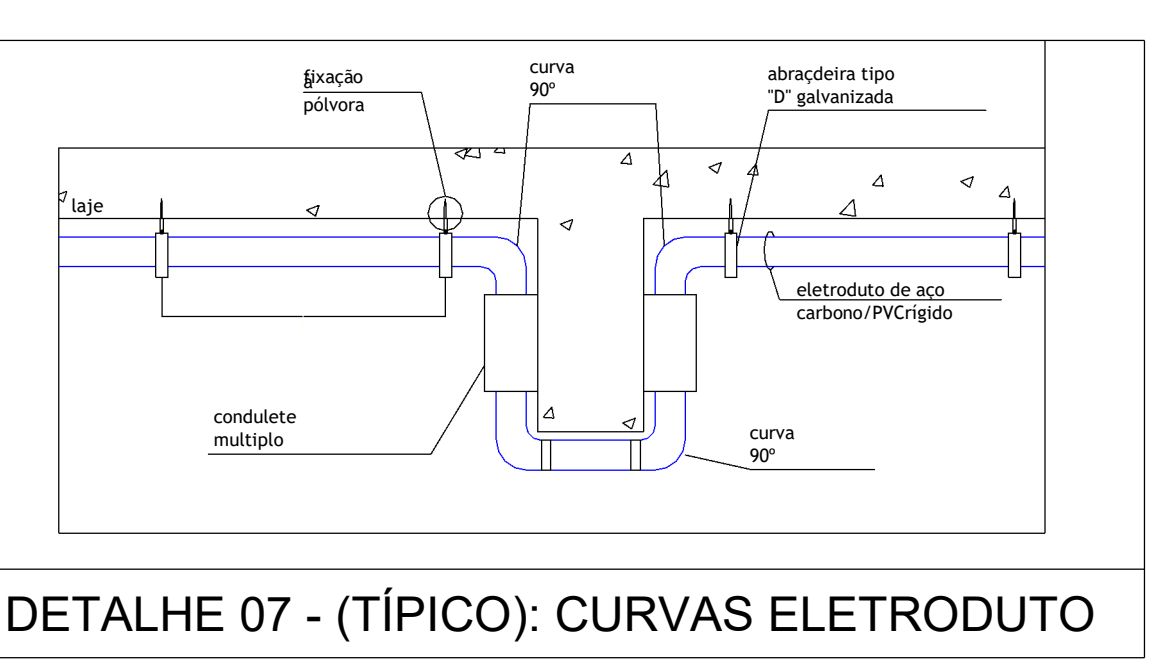 fixação
à
pólvora
curva
90º
abraçdeira tipo
"D" galvanizada
laje
eletroduto de aço
carbono/PVCrígido
condulete
multiplo
curva
90º
DETALHE 07 - (TÍPICO): CURVAS ELETRODUTO